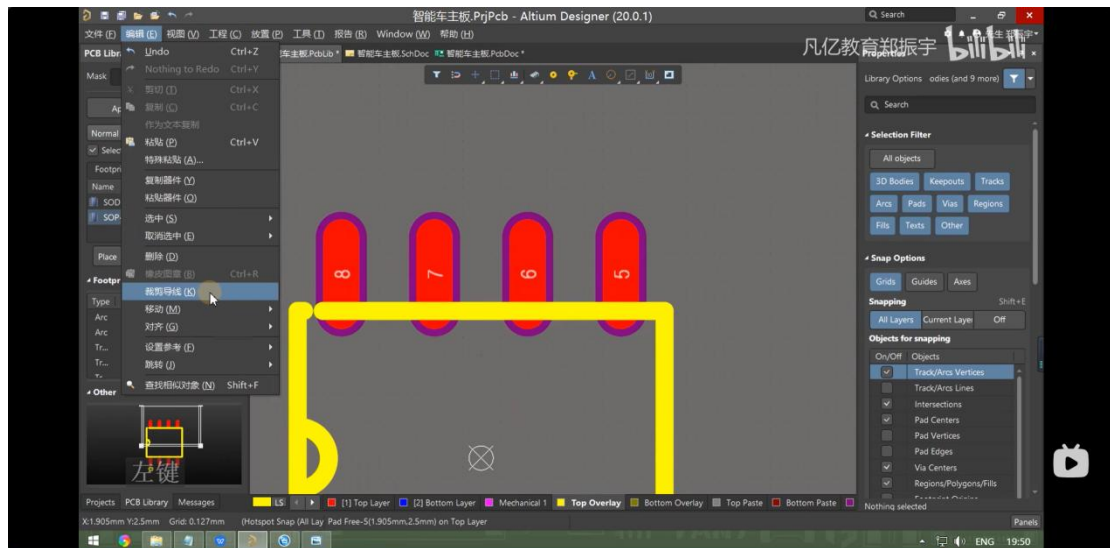 智能车主板.PrjPcb - Altium Designer (20.0.1)
Search
文件 (F) 编辑 (E) 视图 (V) 工程 (C) 放置 (P) 工具 (T) 报告 (R) Window (W) 帮助 (H)
凡亿教育郑振宇 bilibili
PCB Libr
车主板.PcbLib * 智能车主板.SchDoc 智能车主板.PcbDoc *
Properties
Undo Ctrl+Z
Nothing to Redo Ctrl+Y
剪切 (T) Ctrl+X
复制 (C) Ctrl+C
作为文本复制
粘贴 (P) Ctrl+V
特殊粘贴 (A)...
复制器件 (Y)
粘贴器件 (O)
选中 (S)
取消选中 (E)
删除 (D)
橡皮图章 (B) Ctrl+R
裁剪导线 (K)
移动 (M)
对齐 (G)
设置参考 (F)
跳转 (J)
查找相似对象 (N) Shift+F
Mask
Ap
Normal
Selec
Footpri
Name
SOD
SOP-
Place
Footpr
Type
Arc
Arc
Tr...
Tr...
Other
左键
8 7 6 5
Library Options odies (and 9 more)
Search
Selection Filter
All objects
3D Bodies Keepouts Tracks
Arcs Pads Vias Regions
Fills Texts Other
Snap Options
Grids Guides Axes
Snapping Shift+E
All Layers Current Laye Off
Objects for snapping
On/Off Objects
Track/Arcs Vertices
Track/Arcs Lines
Intersections
Pad Centers
Pad Vertices
Pad Edges
Via Centers
Regions/Polygons/Fills
Nothing selected
Projects PCB Library Messages
LS [1] Top Layer [2] Bottom Layer Mechanical 1 Top Overlay Bottom Overlay Top Paste Bottom Paste
X:1.905mm Y:2.5mm Grid: 0.127mm (Hotspot Snap (All Lay Pad Free-5(1.905mm,2.5mm) on Top Layer
Panels
ENG 19:50